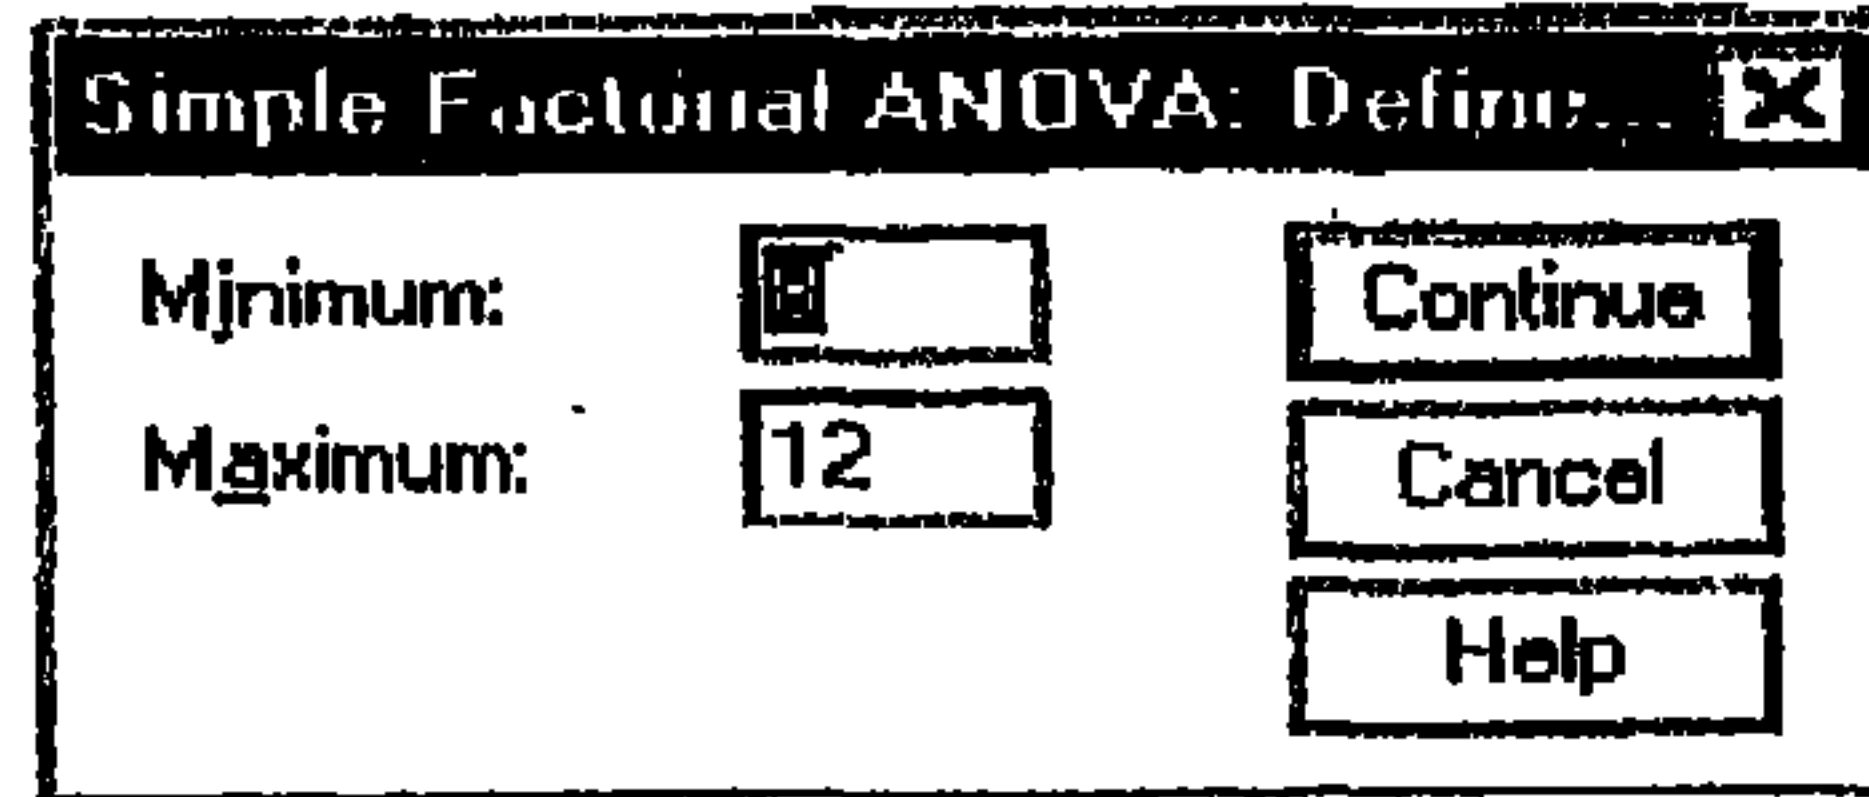 Simple Factorial ANOVA: Define...
Minimum:
Continue
Maximum: 12
Cancel
Help